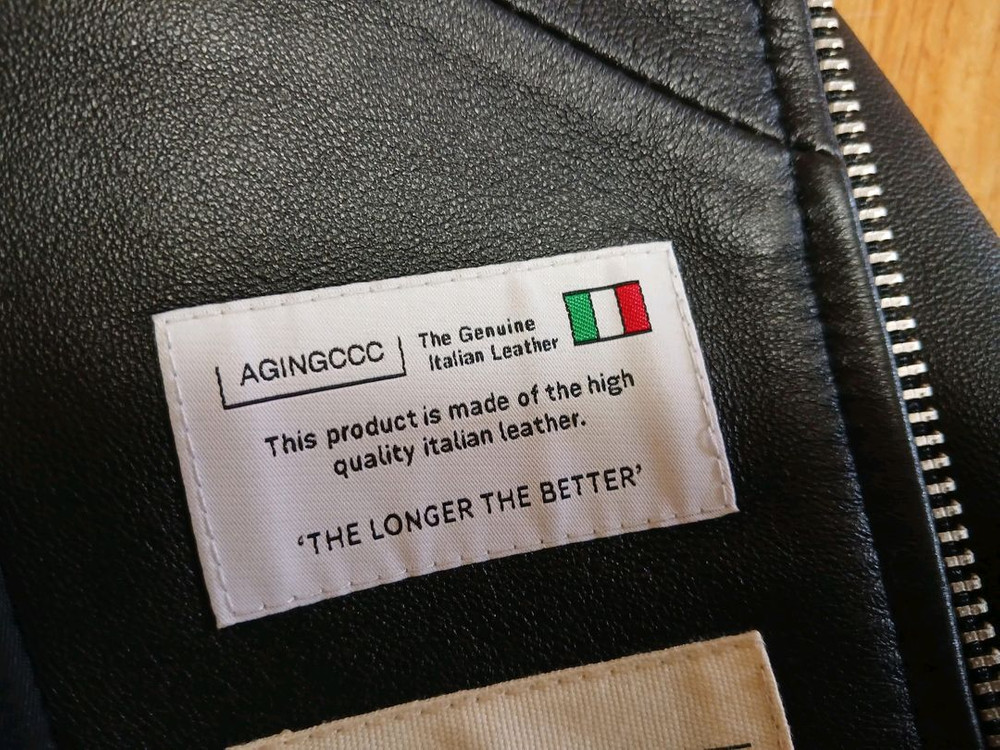 AGINGCCC
The Genuine
Italian Leather
This product is made of the high
quality italian leather.
‘THE LONGER THE BETTER’